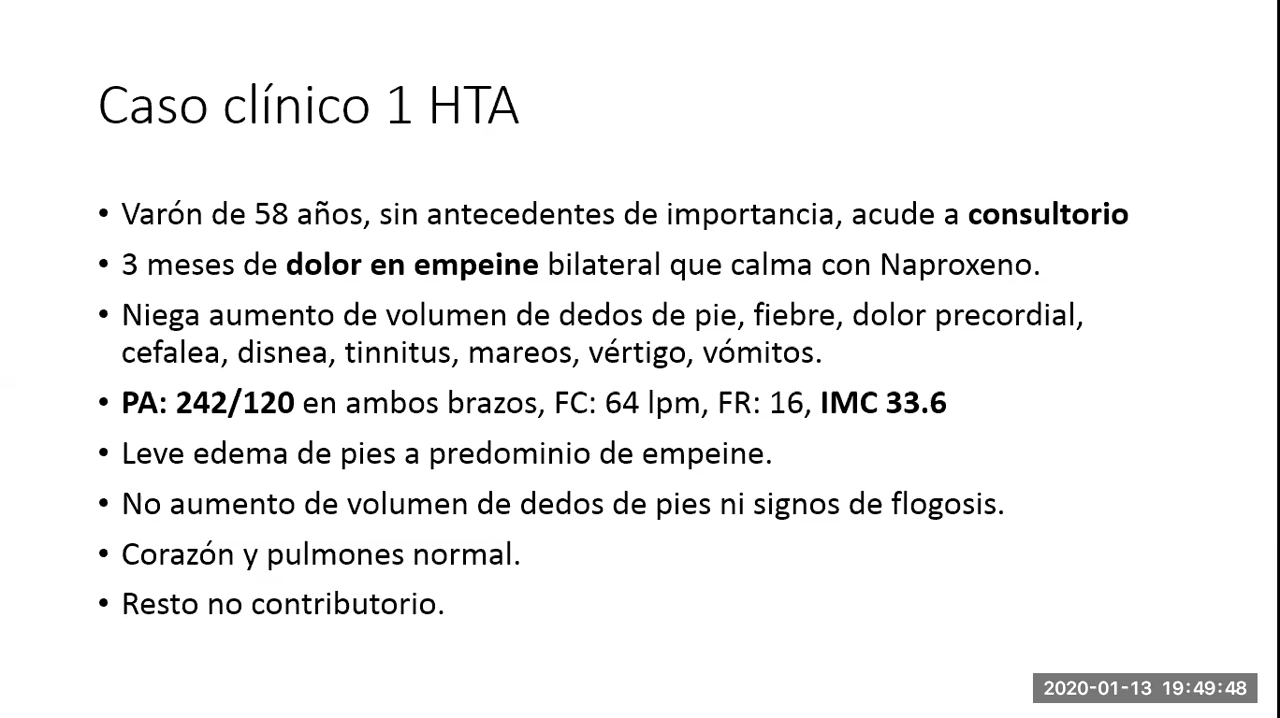 Caso clínico 1 HTA
• Varón de 58 años, sin antecedentes de importancia, acude a consultorio
• 3 meses de dolor en empeine bilateral que calma con Naproxeno.
• Niega aumento de volumen de dedos de pie, fiebre, dolor precordial,
cefalea, disnea, tinnitus, mareos, vértigo, vómitos.
• PA: 242/120 en ambos brazos, FC: 64 lpm, FR: 16, IMC 33.6
• Leve edema de pies a predominio de empeine.
• No aumento de volumen de dedos de pies ni signos de flogosis.
• Corazón y pulmones normal.
• Resto no contributorio.
2020-01-13 19:49:48